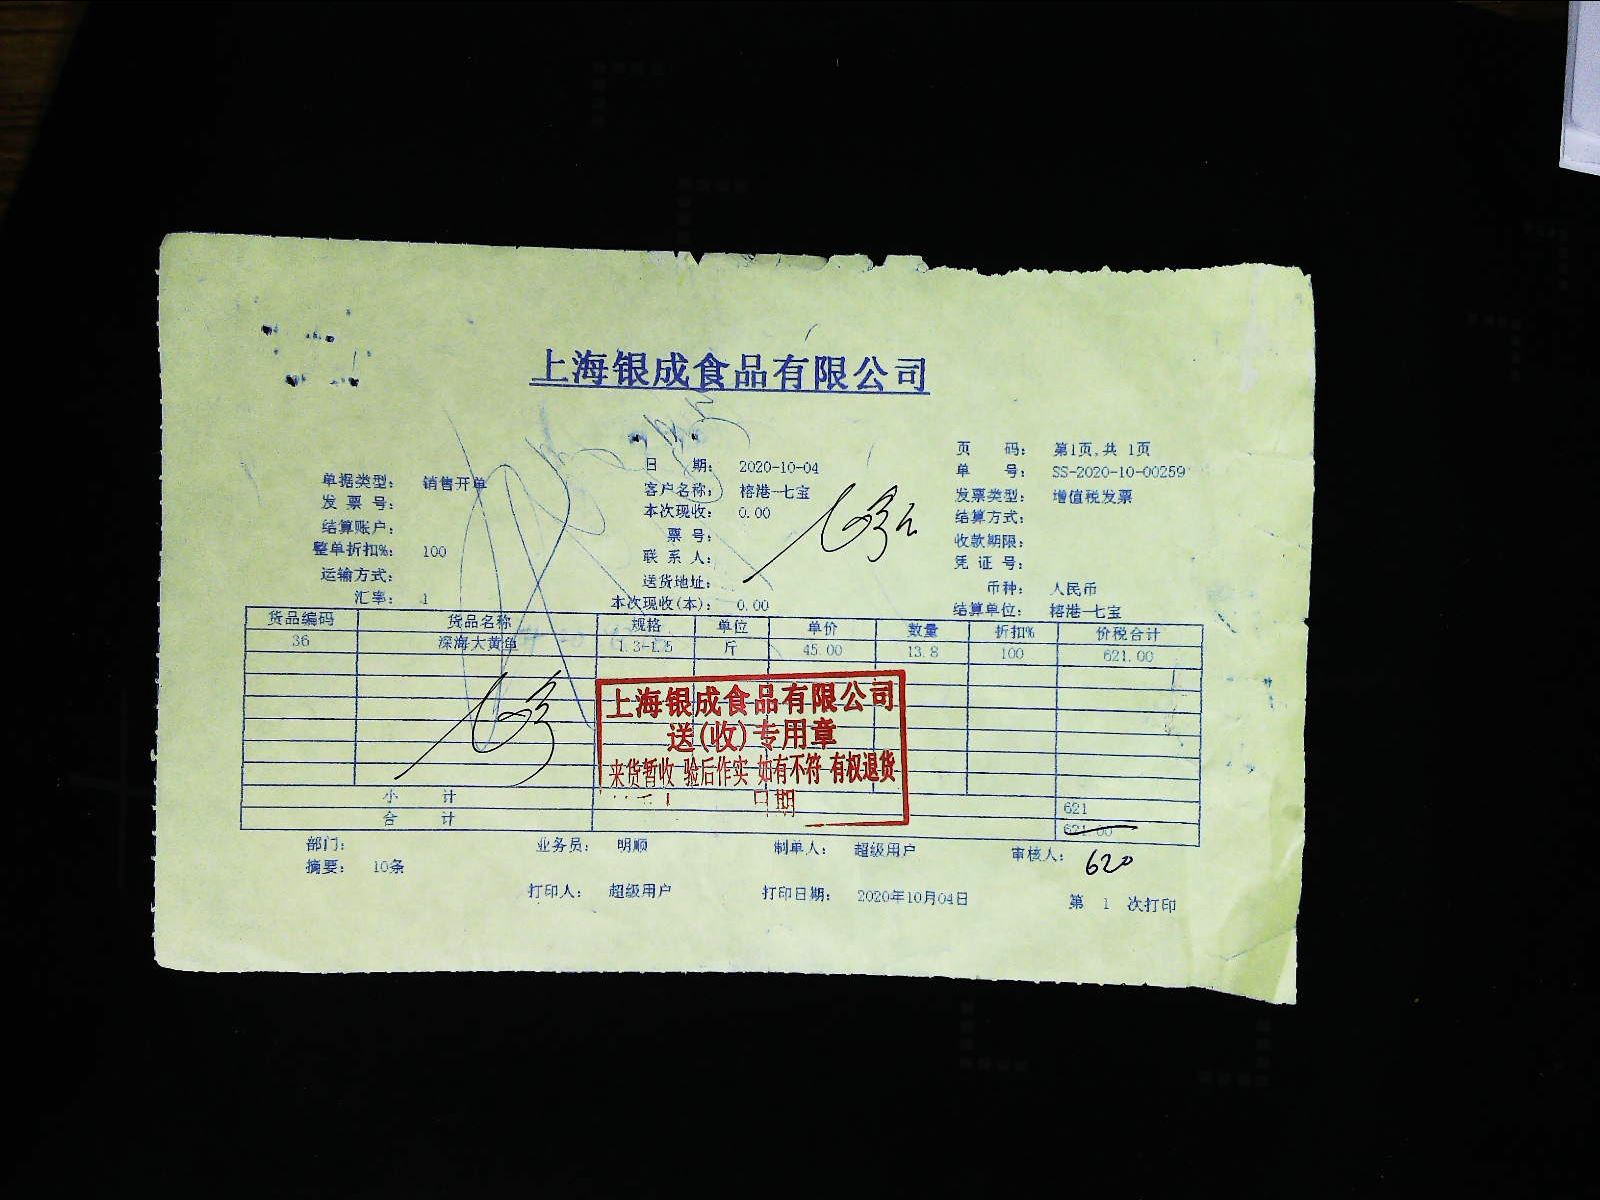 上海银成食品有限公司
页 码: 第1页,共 1页
日 期: 2020-10-04 单 号: SS-2020-10-00259
单据类型: 销售开单 客户名称: 榕港-七宝 发票类型: 增值税发票
发 票 号: 本次现收: 0.00 结算方式:
结算账户: 票 号: 收款期限:
整单折扣%: 100 联 系 人: 凭 证 号:
运输方式: 送货地址: 币种: 人民币
汇率: 1 本次现收(本): 0.00 结算单位: 榕港-七宝
货品编码 货品名称 规格 单位 单价 数量 折扣% 价税合计
36 深海大黄鱼 1.3-1.5 斤 45.00 13.8 100 621.00
上海银成食品有限公司
送(收)专用章
来货暂收 验后作实 如有不符 有权退货
日期
小 计 621
合 计 621.00
部门: 业务员: 明顺 制单人: 超级用户 审核人: 620
摘要: 10条
打印人: 超级用户 打印日期: 2020年10月04日 第 1 次打印